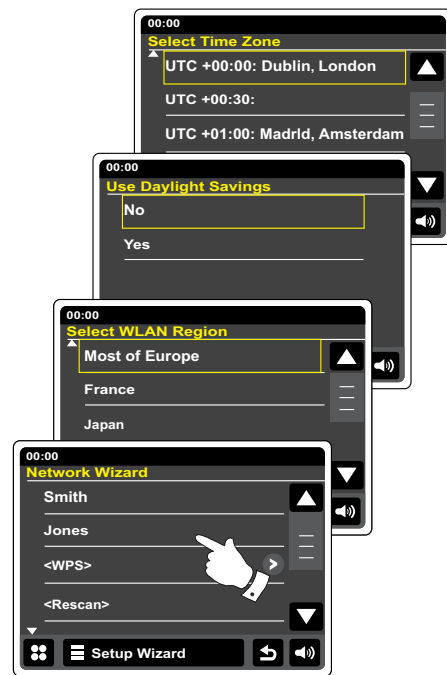 00:00
Select Time Zone
UTC +00:00: Dublin, London
UTC +00:30:
UTC +01:00: Madrld, Amsterdam
00:00
Use Daylight Savings
No
Yes
00:00
Select WLAN Region
Most of Europe
France
Japan
00:00
Network Wizard
Smith
Jones
<WPS>
<Rescan>
Setup Wizard